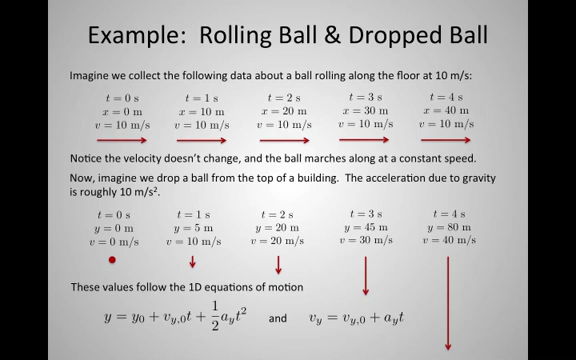 Example: Rolling Ball & Dropped Ball
Imagine we collect the following data about a ball rolling along the floor at 10 m/s:
t = 0 s t = 1 s t = 2 s t = 3 s t = 4 s
x = 0 m x = 10 m x = 20 m x = 30 m x = 40 m
v = 10 m/s v = 10 m/s v = 10 m/s v = 10 m/s v = 10 m/s
Notice the velocity doesn't change, and the ball marches along at a constant speed.
Now, imagine we drop a ball from the top of a building. The acceleration due to gravity
is roughly 10 m/s².
t = 0 s t = 1 s t = 2 s t = 3 s t = 4 s
y = 0 m y = 5 m y = 20 m y = 45 m y = 80 m
v = 0 m/s v = 10 m/s v = 20 m/s v = 30 m/s v = 40 m/s
These values follow the 1D equations of motion
y = y₀ + v_{y,0}t + \frac{1}{2}a_y t² and v_y = v_{y,0} + a_y t